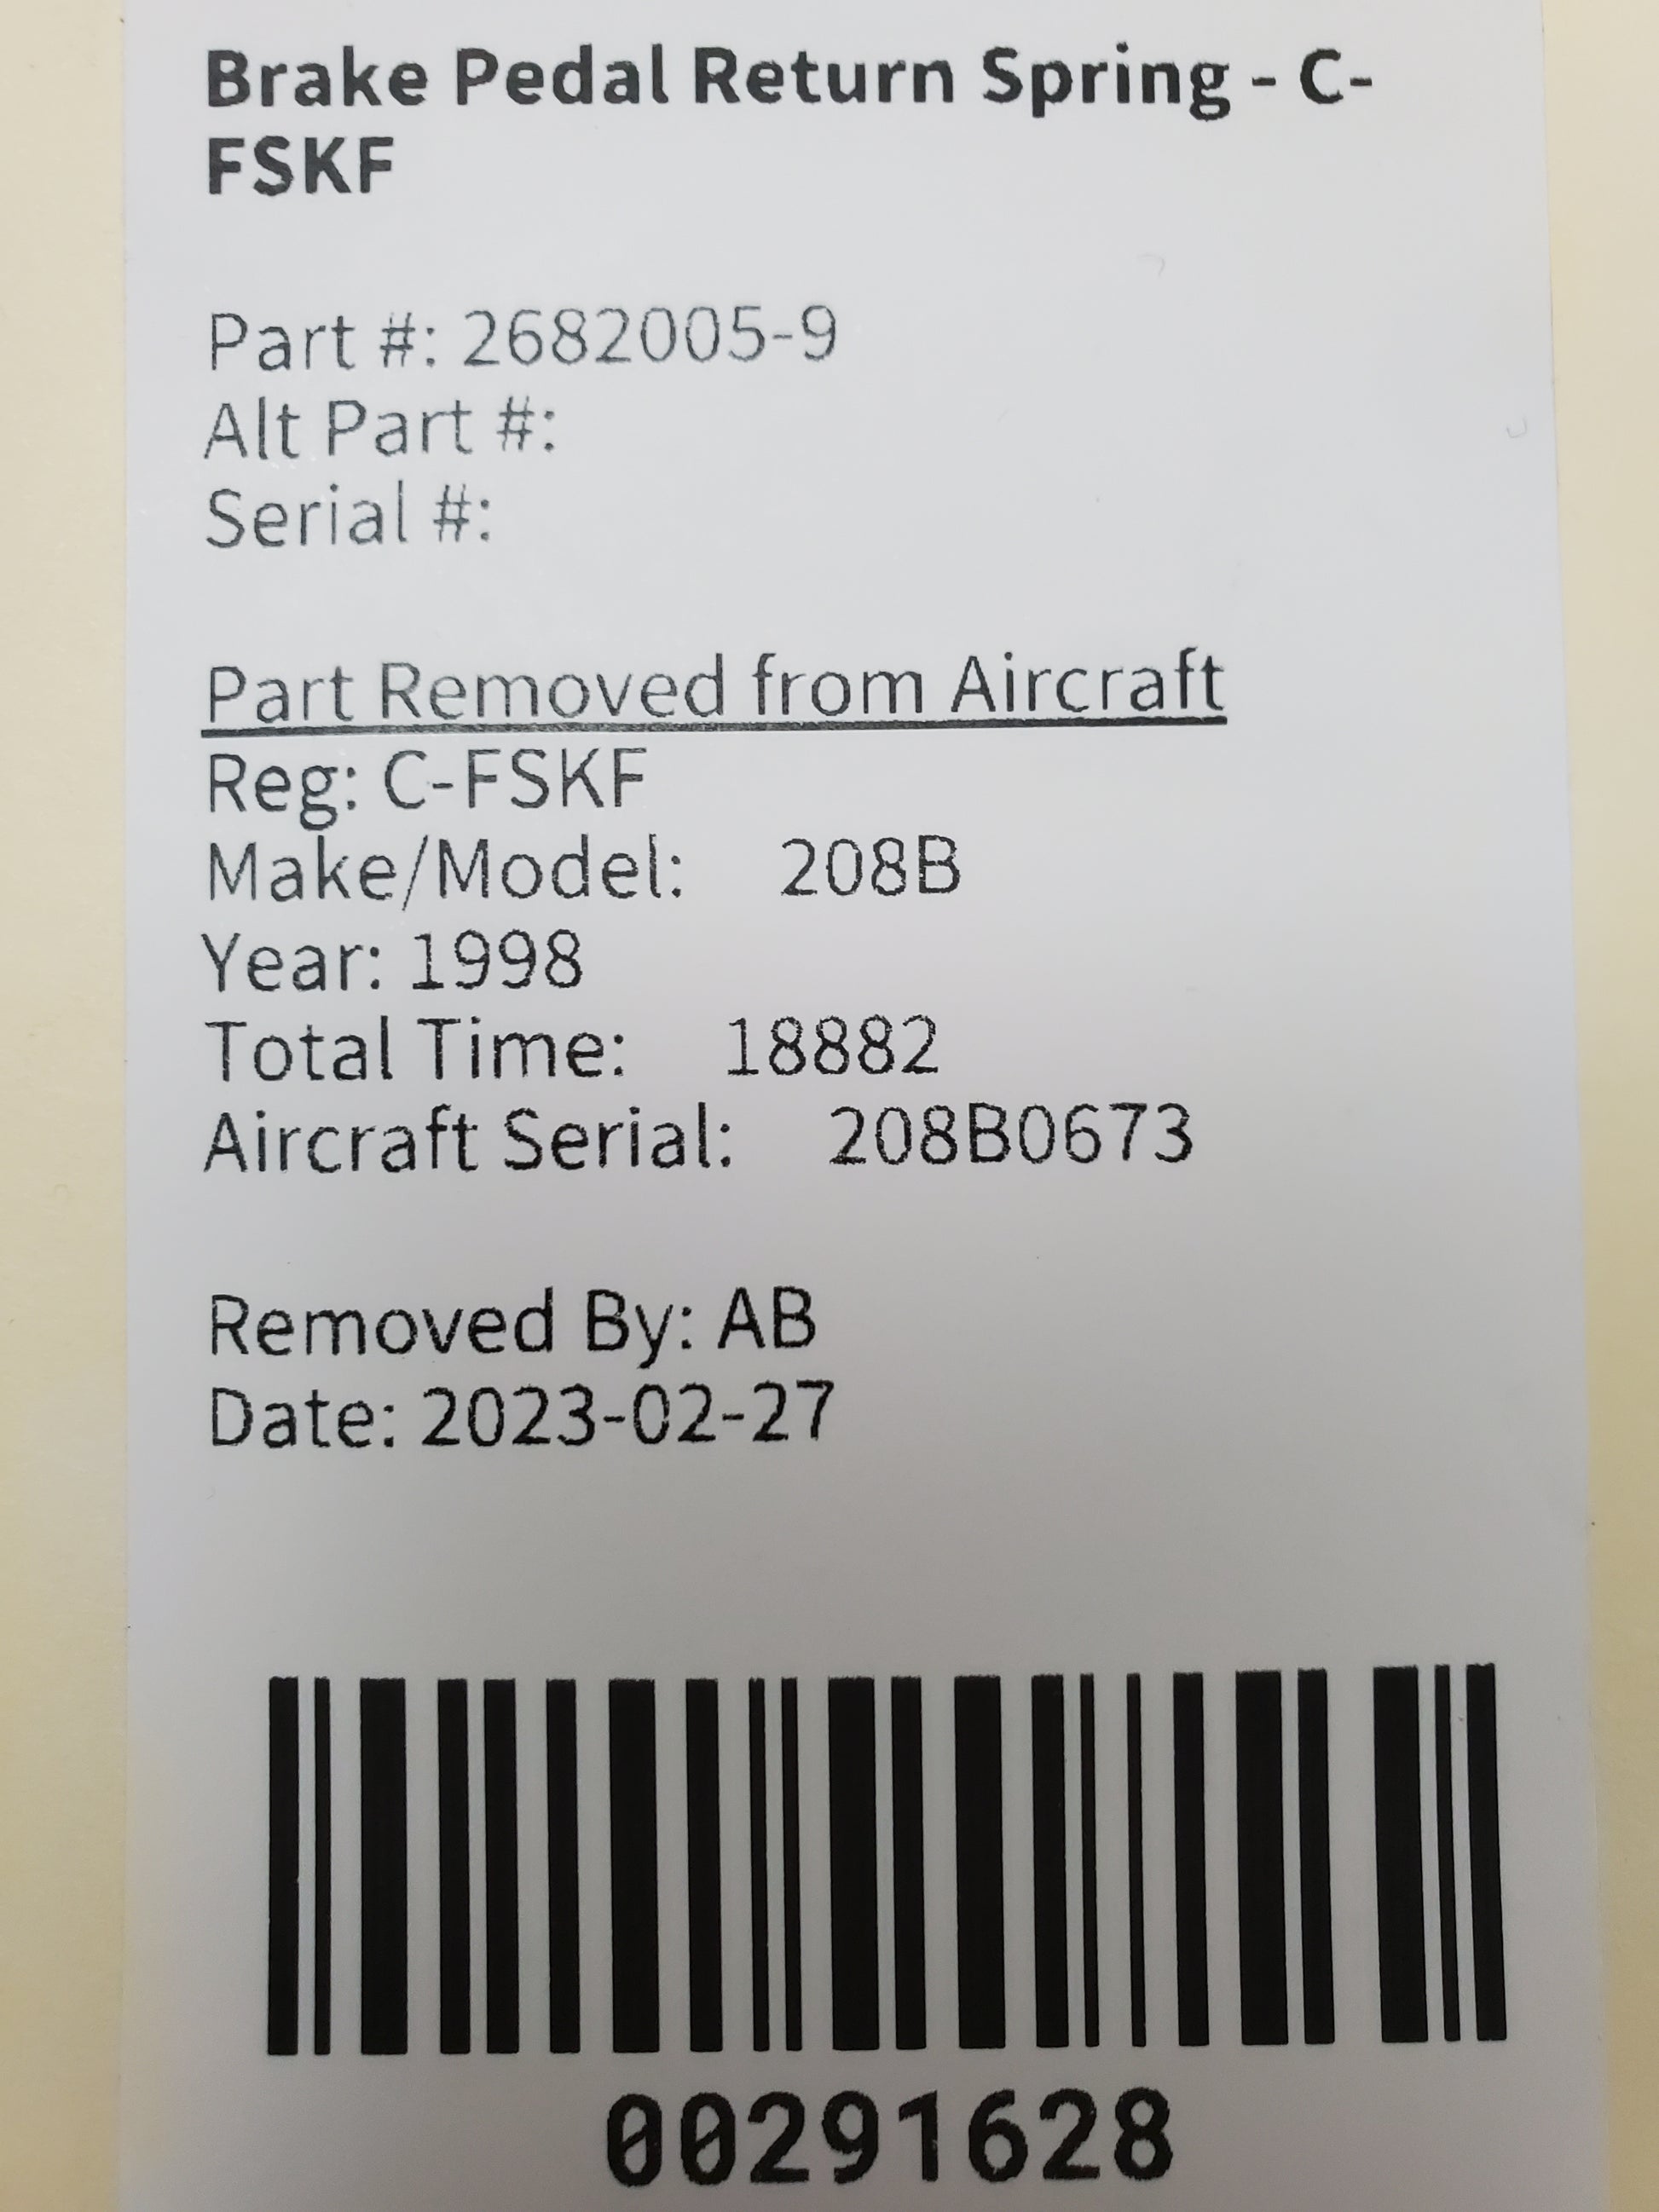 Brake Pedal Return Spring - C-
FSKF
Part #: 2682005-9
Alt Part #:
Serial #:
Part Removed from Aircraft
Reg: C-FSKF
Make/Model: 208B
Year: 1998
Total Time: 18882
Aircraft Serial: 208B0673
Removed By: AB
Date: 2023-02-27
00291628